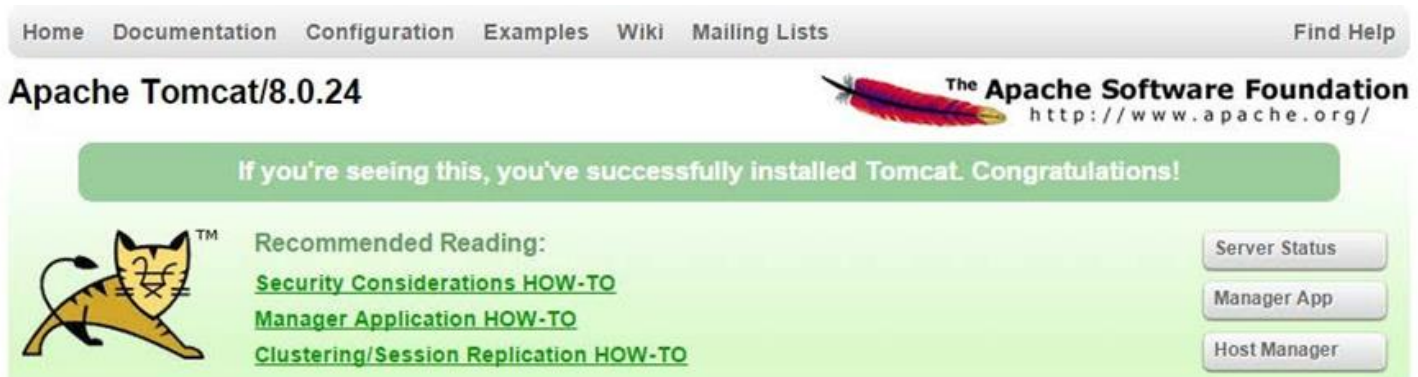 Home Documentation Configuration Examples Wiki Mailing Lists Find Help
Apache Tomcat/8.0.24
The Apache Software Foundation
http://www.apache.org/
If you're seeing this, you've successfully installed Tomcat. Congratulations!
TM
Recommended Reading:
Security Considerations HOW-TO
Manager Application HOW-TO
Clustering/Session Replication HOW-TO
Server Status
Manager App
Host Manager